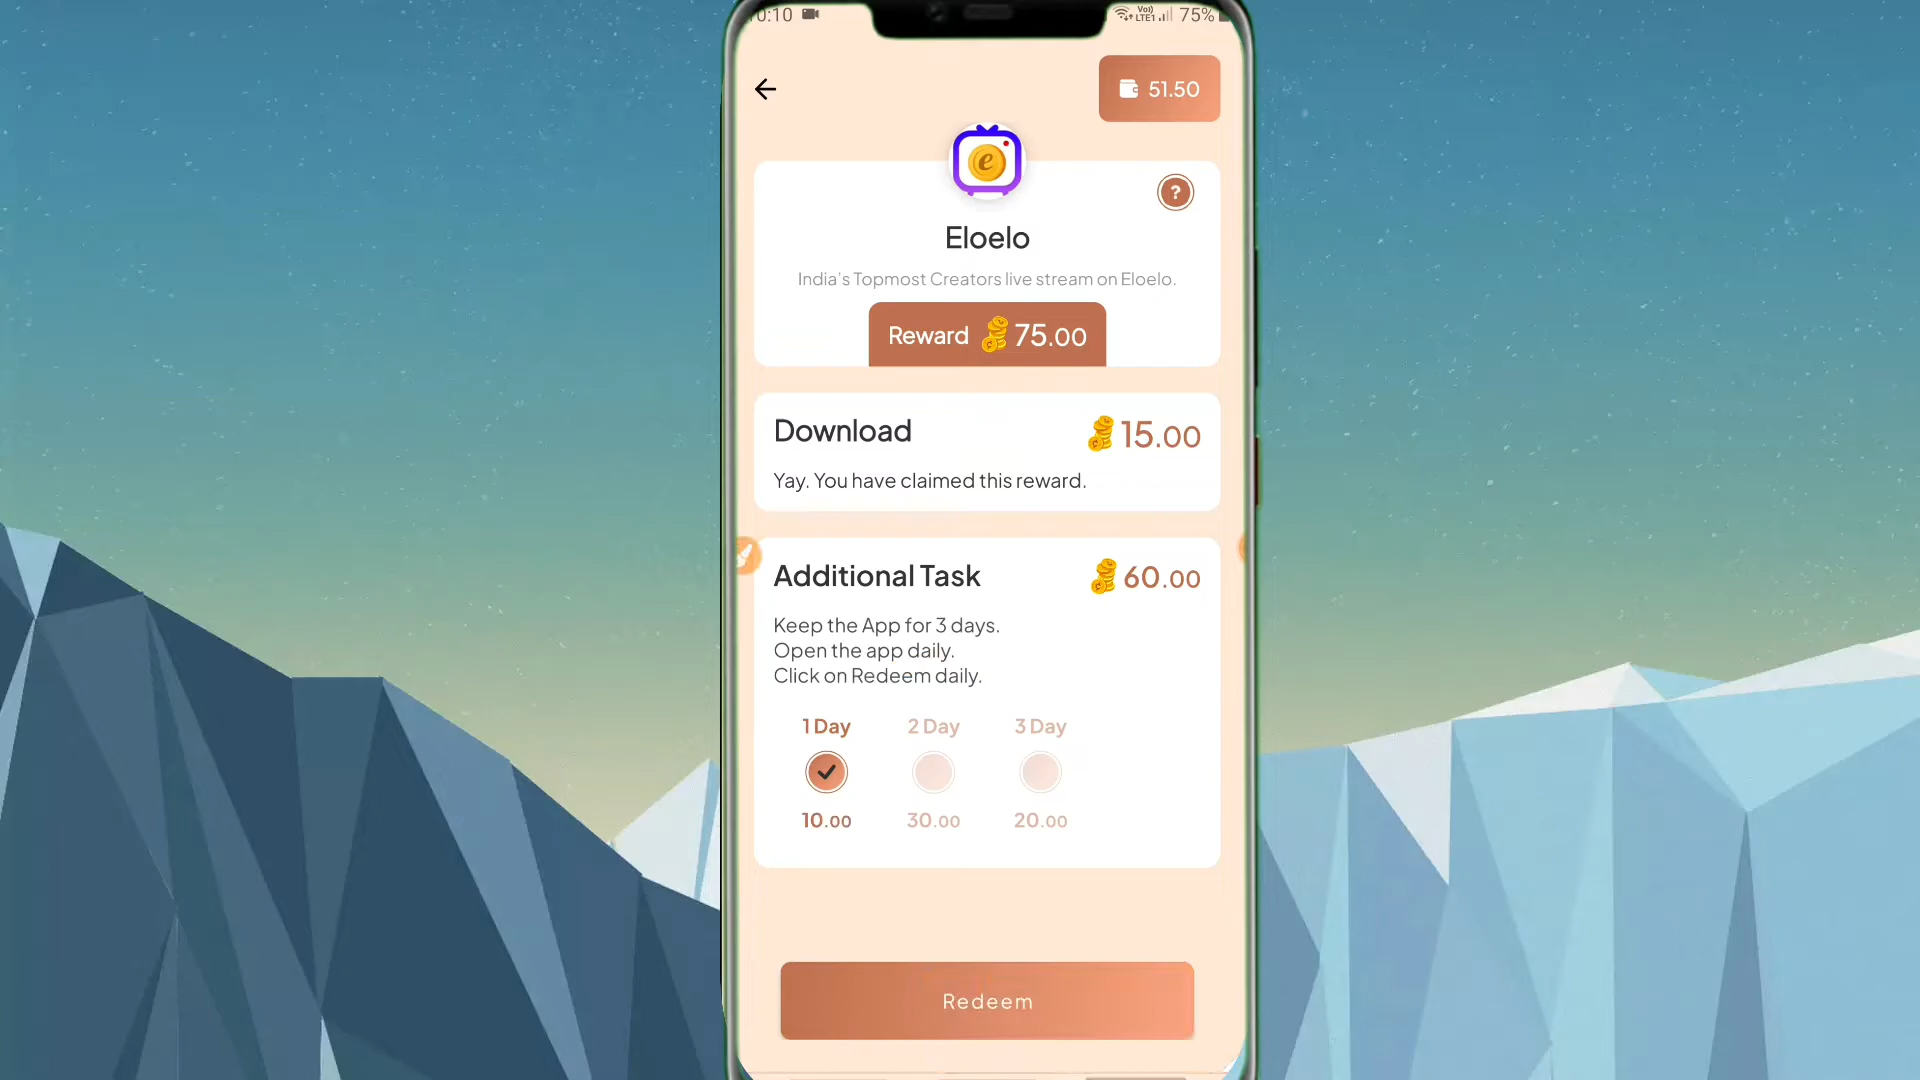 0:10 Vo) LTE1 75%
51.50
e
?
Eloelo
India's Topmost Creators live stream on Eloelo.
Reward 75.00
Download 15.00
Yay. You have claimed this reward.
Additional Task 60.00
Keep the App for 3 days.
Open the app daily.
Click on Redeem daily.
1 Day 2 Day 3 Day
10.00 30.00 20.00
Redeem